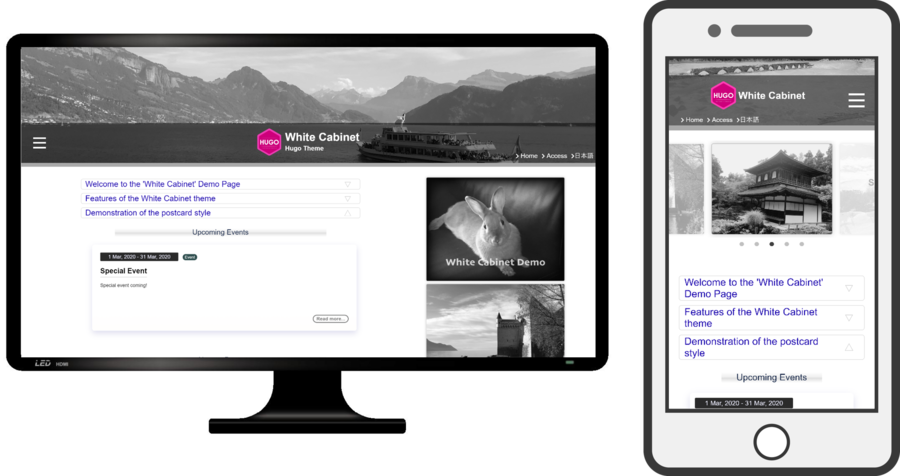 HUGO
White Cabinet
Hugo Theme
Home Access 日本語
Welcome to the 'White Cabinet' Demo Page
Features of the White Cabinet theme
Demonstration of the postcard style
Upcoming Events
1 Mar, 2020 - 31 Mar, 2020 Event
Special Event
Special event coming!
Read more...
White Cabinet Demo
LED HDMI
HUGO White Cabinet
Home Access 日本語
S
Welcome to the 'White Cabinet'
Demo Page
Features of the White Cabinet
theme
Demonstration of the postcard
style
Upcoming Events
1 Mar, 2020 - 31 Mar, 2020